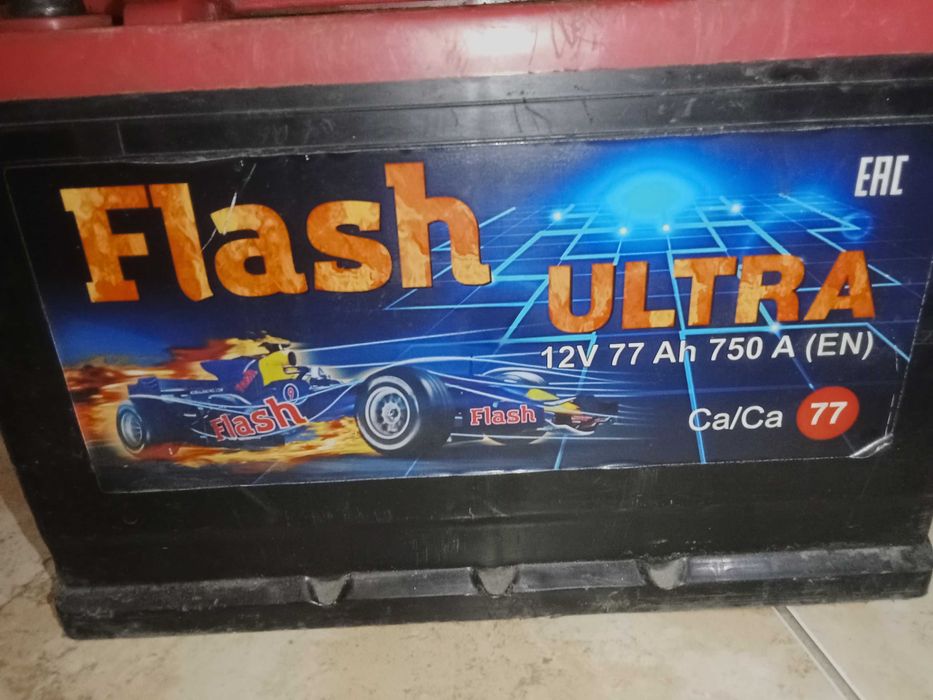 Flash
EAC
ULTRA
12V 77 Ah 750 A (EN)
Flash
Flash
Ca/Ca 77